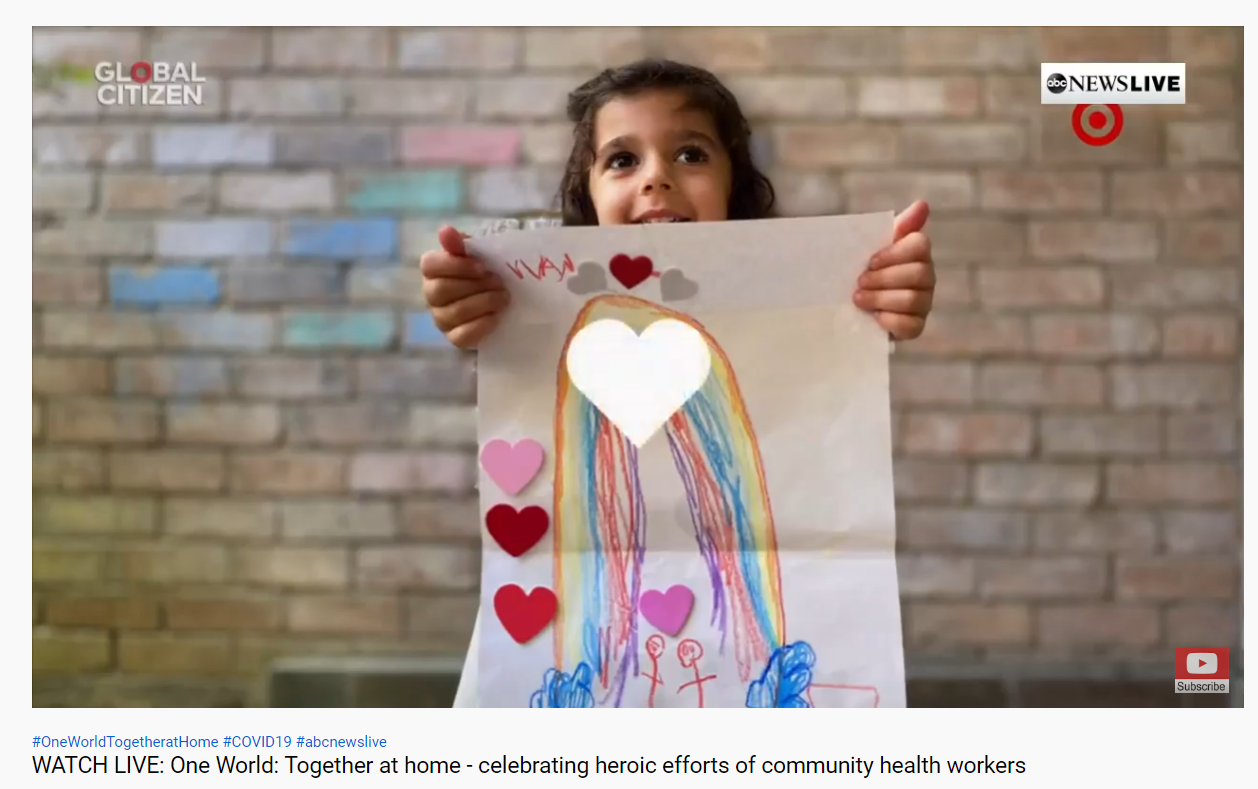 GLOBAL
CITIZEN
abc NEWS LIVE
Subscribe
#OneWorldTogetheratHome #COVID19 #abcnewslive
WATCH LIVE: One World: Together at home - celebrating heroic efforts of community health workers